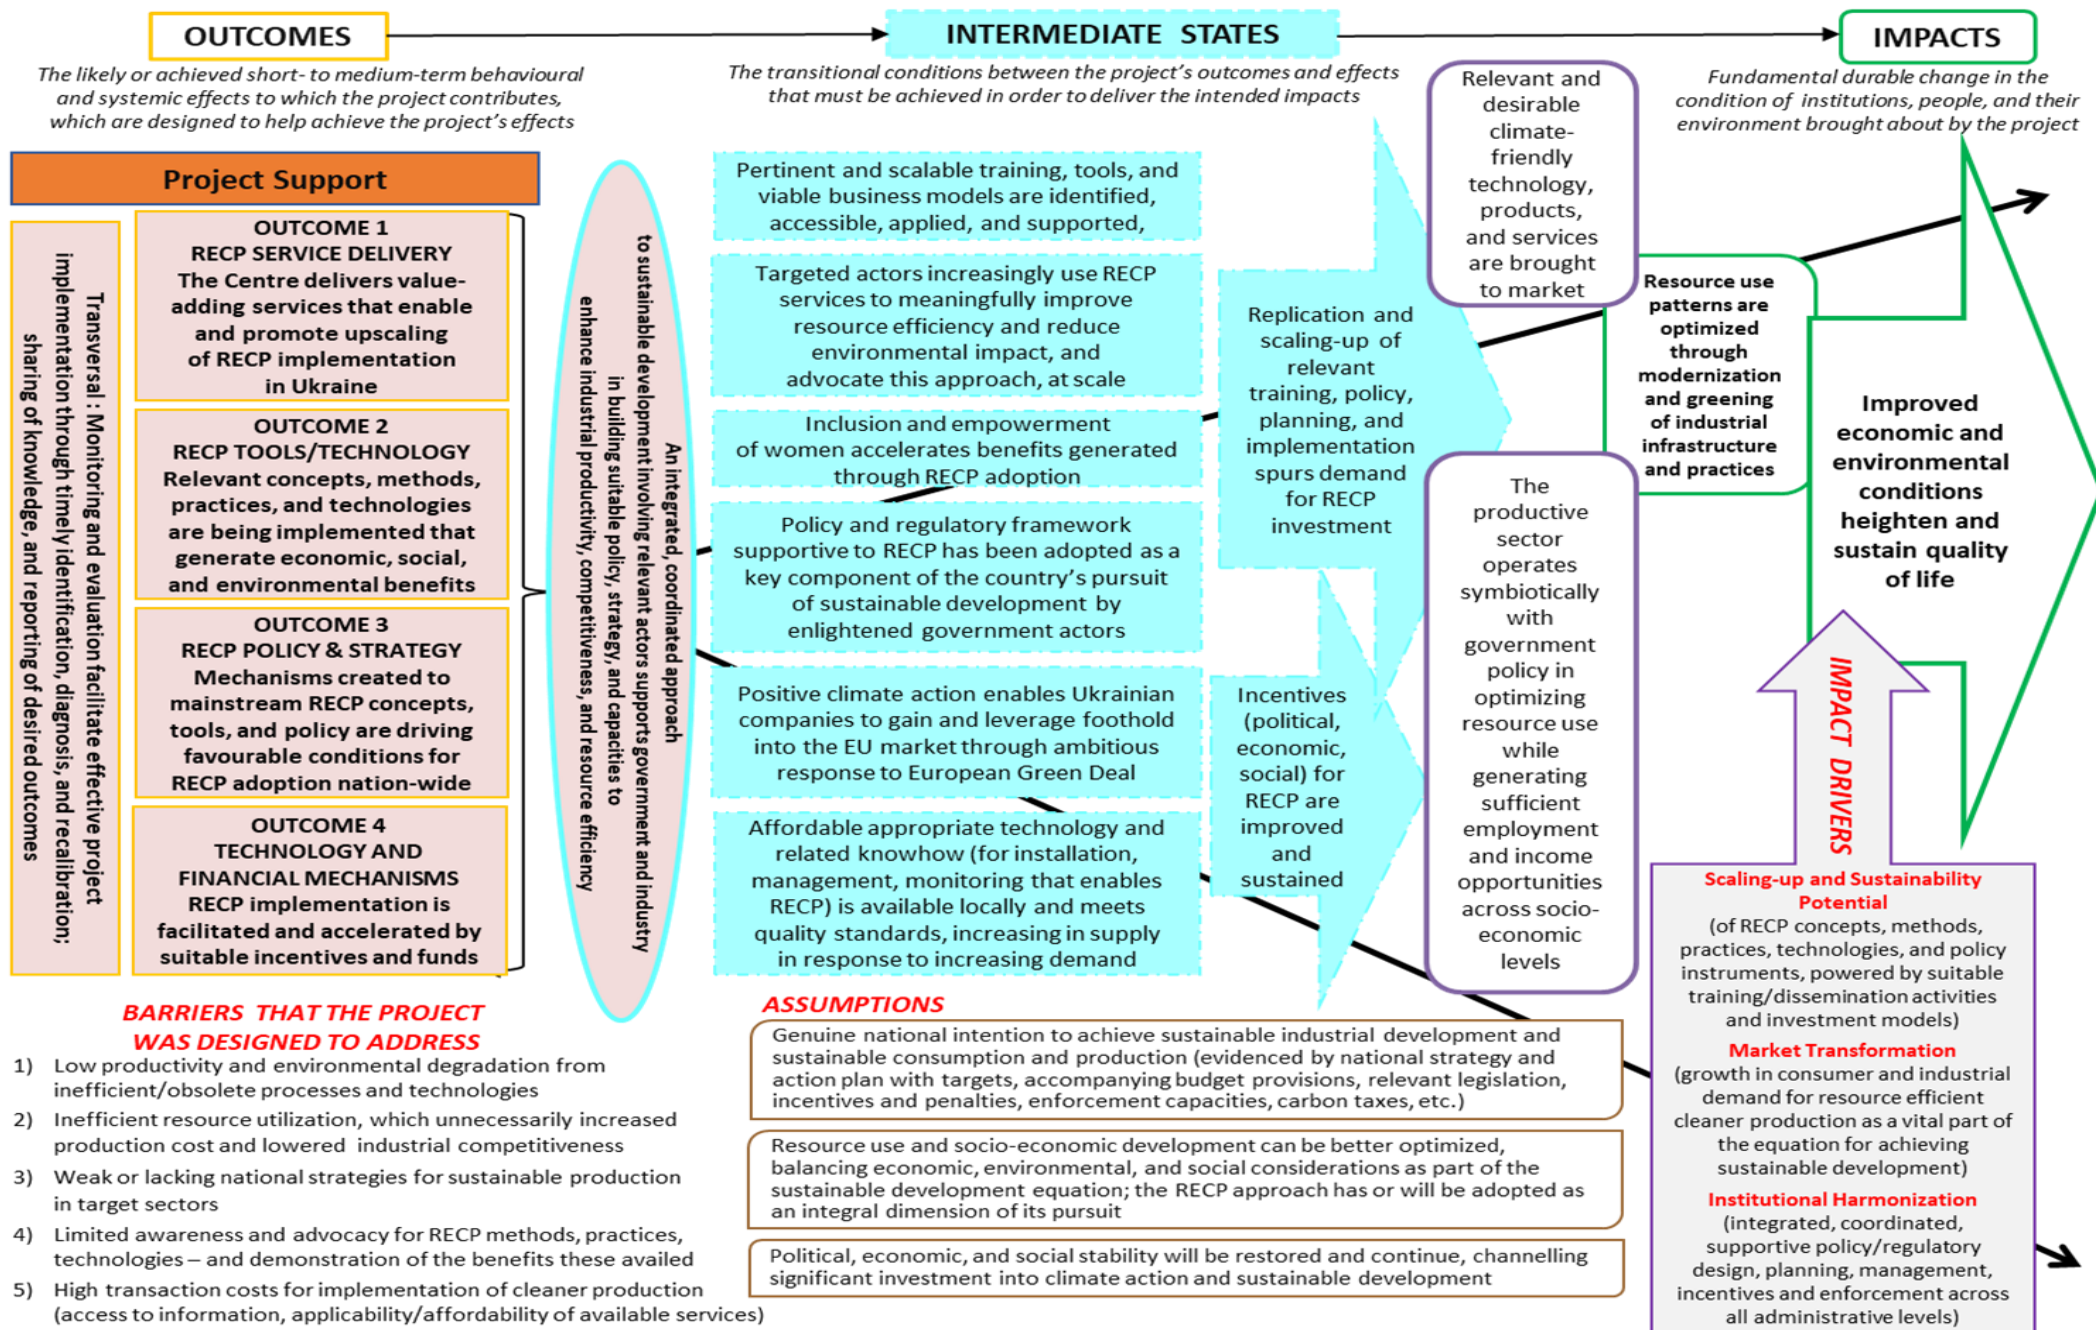 OUTCOMES
INTERMEDIATE STATES
IMPACTS
The likely or achieved short- to medium-term behavioural
and systemic effects to which the project contributes,
which are designed to help achieve the project's effects
The transitional conditions between the project's outcomes and effects
that must be achieved in order to deliver the intended impacts
Fundamental durable change in the
condition of institutions, people, and their
environment brought about by the project
Project Support
Transversal : Monitoring and evaluation facilitate effective project
implementation through timely identification, diagnosis, and recalibration;
sharing of knowledge, and reporting of desired outcomes
OUTCOME 1
RECP SERVICE DELIVERY
The Centre delivers value-
adding services that enable
and promote upscaling
of RECP implementation
in Ukraine
OUTCOME 2
RECP TOOLS/TECHNOLOGY
Relevant concepts, methods,
practices, and technologies
are being implemented that
generate economic, social,
and environmental benefits
OUTCOME 3
RECP POLICY & STRATEGY
Mechanisms created to
mainstream RECP concepts,
tools, and policy are driving
favourable conditions for
RECP adoption nation-wide
OUTCOME 4
TECHNOLOGY AND
FINANCIAL MECHANISMS
RECP implementation is
facilitated and accelerated by
suitable incentives and funds
An integrated, coordinated approach
to sustainable development involving relevant actors supports government and industry
in building suitable policy, strategy, and capacities to
enhance industrial productivity, competitiveness, and resource efficiency
Pertinent and scalable training, tools, and
viable business models are identified,
accessible, applied, and supported,
Targeted actors increasingly use RECP
services to meaningfully improve
resource efficiency and reduce
environmental impact, and
advocate this approach, at scale
Inclusion and empowerment
of women accelerates benefits generated
through RECP adoption
Policy and regulatory framework
supportive to RECP has been adopted as a
key component of the country's pursuit
of sustainable development by
enlightened government actors
Positive climate action enables Ukrainian
companies to gain and leverage foothold
into the EU market through ambitious
response to European Green Deal
Affordable appropriate technology and
related knowhow (for installation,
management, monitoring that enables
RECP) is available locally and meets
quality standards, increasing in supply
in response to increasing demand
Replication and
scaling-up of
relevant
training, policy,
planning, and
implementation
spurs demand
for RECP
investment
Incentives
(political,
economic,
social) for
RECP are
improved
and
sustained
Relevant and
desirable
climate-
friendly
technology,
products,
and services
are brought
to market
The
productive
sector
operates
symbiotically
with
government
policy in
optimizing
resource use
while
generating
sufficient
employment
and income
opportunities
across socio-
economic
levels
Resource use
patterns are
optimized
through
modernization
and greening
of industrial
infrastructure
and practices
Improved
economic and
environmental
conditions
heighten and
sustain quality
of life
IMPACT DRIVERS
Scaling-up and Sustainability
Potential
(of RECP concepts, methods,
practices, technologies, and policy
instruments, powered by suitable
training/dissemination activities
and investment models)
Market Transformation
(growth in consumer and industrial
demand for resource efficient
cleaner production as a vital part of
the equation for achieving
sustainable development)
Institutional Harmonization
(integrated, coordinated,
supportive policy/regulatory
design, planning, management,
incentives and enforcement across
all administrative levels)
BARRIERS THAT THE PROJECT
WAS DESIGNED TO ADDRESS
1) Low productivity and environmental degradation from
inefficient/obsolete processes and technologies
2) Inefficient resource utilization, which unnecessarily increased
production cost and lowered industrial competitiveness
3) Weak or lacking national strategies for sustainable production
in target sectors
4) Limited awareness and advocacy for RECP methods, practices,
technologies – and demonstration of the benefits these availed
5) High transaction costs for implementation of cleaner production
(access to information, applicability/affordability of available services)
ASSUMPTIONS
Genuine national intention to achieve sustainable industrial development and
sustainable consumption and production (evidenced by national strategy and
action plan with targets, accompanying budget provisions, relevant legislation,
incentives and penalties, enforcement capacities, carbon taxes, etc.)
Resource use and socio-economic development can be better optimized,
balancing economic, environmental, and social considerations as part of the
sustainable development equation; the RECP approach has or will be adopted as
an integral dimension of its pursuit
Political, economic, and social stability will be restored and continue, channelling
significant investment into climate action and sustainable development